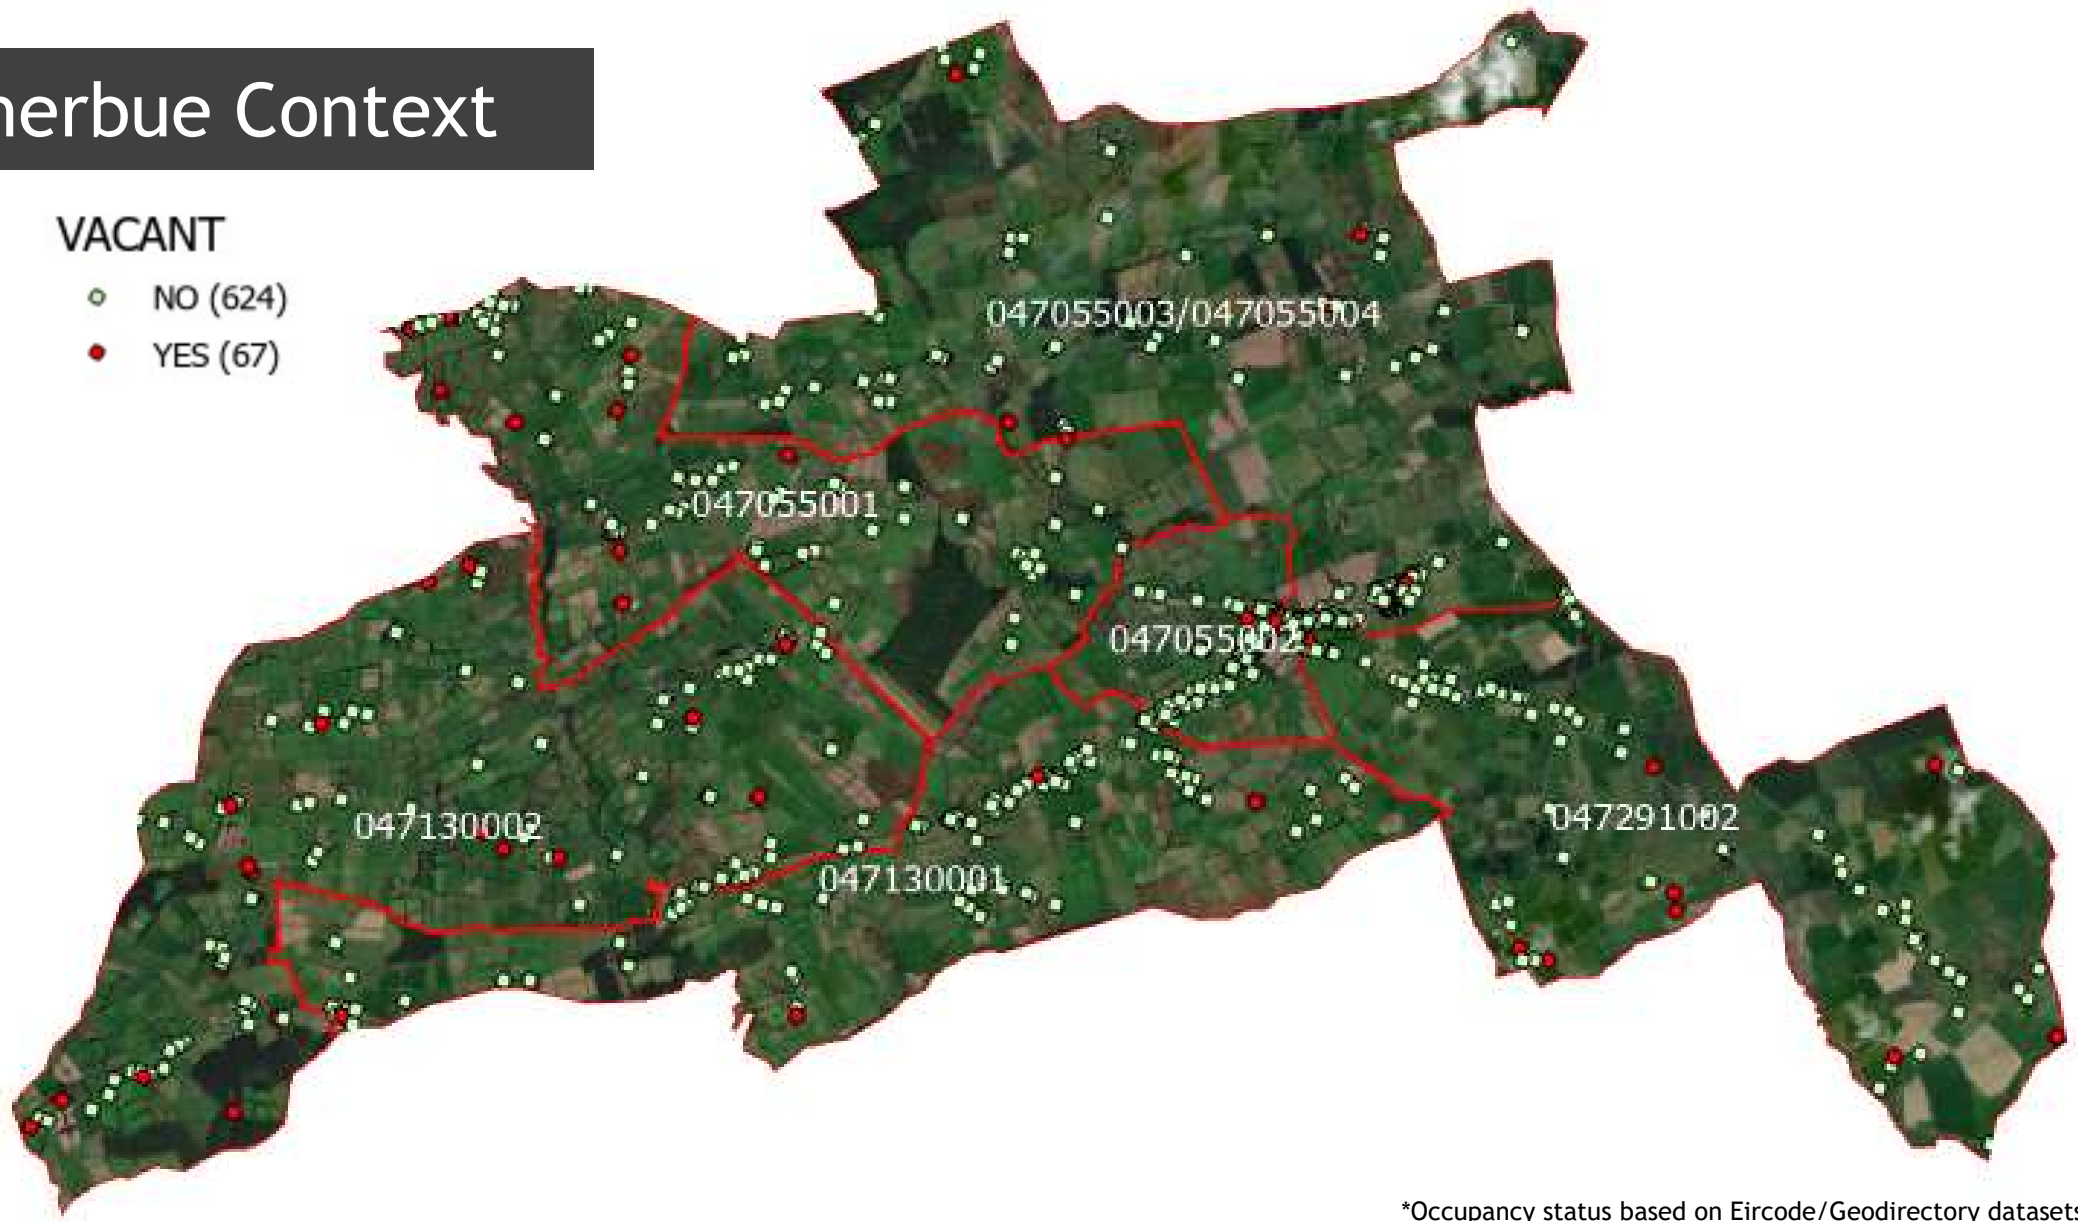 nerbue Context
VACANT
NO (624)
YES (67)
047055003/047055004
047055001
047055002
047130002
047291002
047130001
*Occupancy status based on Eircode/Geodirectory datasets